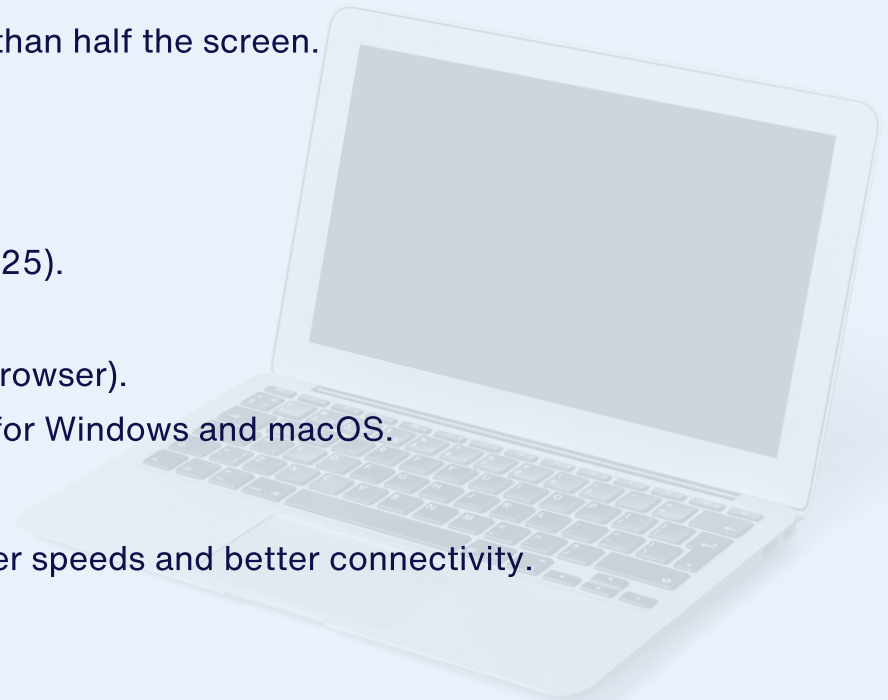 than half the screen.
25).
rowser).
for Windows and macOS.
er speeds and better connectivity.